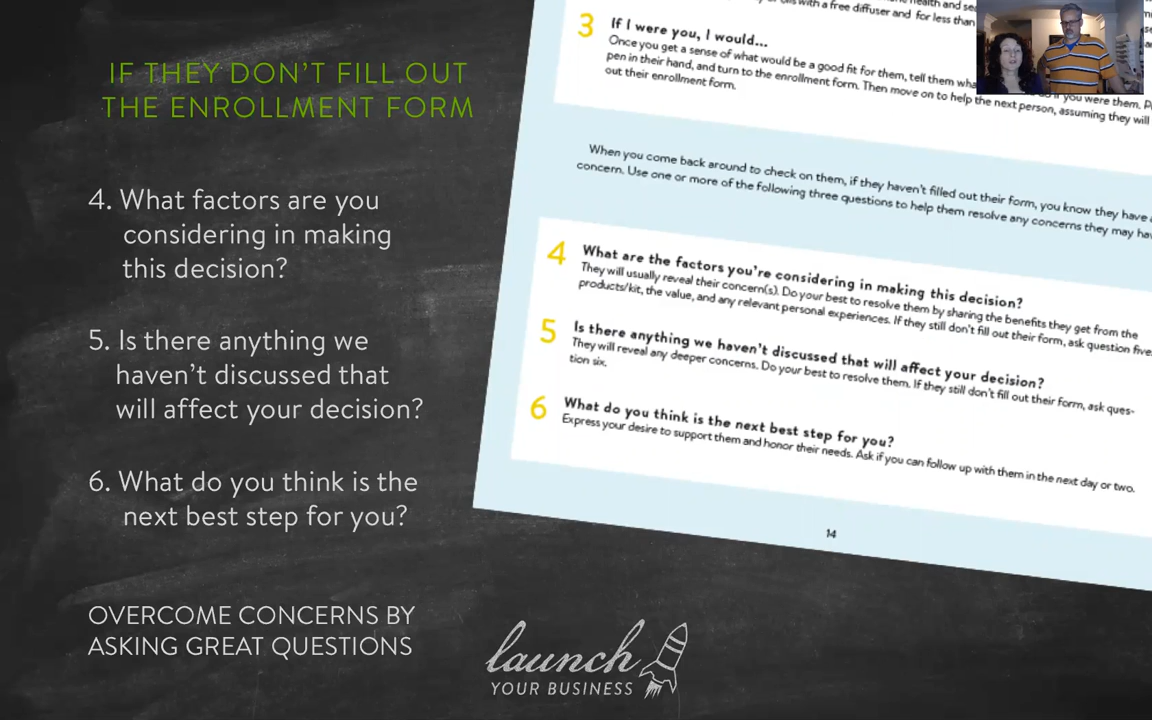 IF THEY DON'T FILL OUT
THE ENROLLMENT FORM
4. What factors are you
considering in making
this decision?
5. Is there anything we
haven't discussed that
will affect your decision?
6. What do you think is the
next best step for you?
OVERCOME CONCERNS BY
ASKING GREAT QUESTIONS
health and
with a free diffuser and for less than
3 If I were you, I would...
Once you get a sense of what would be a good fit for them, tell them
pen in their hand, and turn to the enrollment form. Then move on to help the next person, assuming they will
if you were them.
out their enrollment form.
When you come back around to check on them, if they haven't filled out their form, you know they have
concern. Use one or more of the following three questions to help them resolve any concerns they may
4 What are the factors you're considering in making this decision?
They will usually reveal their concern(s). Do your best to resolve them by sharing the benefits they get from the
products/kit, the value, and any relevant personal experiences. If they still don't fill out their form, ask question
5 Is there anything we haven't discussed that will affect your decision?
They will reveal any deeper concerns. Do your best to resolve them. If they still don't fill out their form, ask ques-
tion six.
6 What do you think is the next best step for you?
Express your desire to support them and honor their needs. Ask if you can follow up with them in the next day or two.
14
launch
YOUR BUSINESS